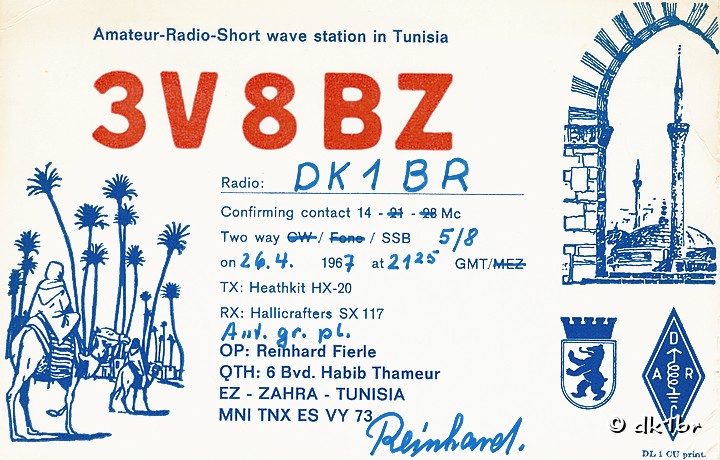 Amateur-Radio-Short wave station in Tunisia
3V8BZ
Radio: DK1BR
Confirming contact 14 - 21 - 28 Mc
Two way CW / Fone / SSB 5/8
on 26.4. 1967 at 2125 GMT/MEZ
TX: Heathkit HX-20
RX: Hallicrafters SX 117
Ant. gr. pl.
OP: Reinhard Fierle
QTH: 6 Bvd. Habib Thameur
EZ - ZAHRA - TUNISIA
MNI TNX ES VY 73
Reinhard.
D
A R
C
© dk1br
DL 1 CU print.